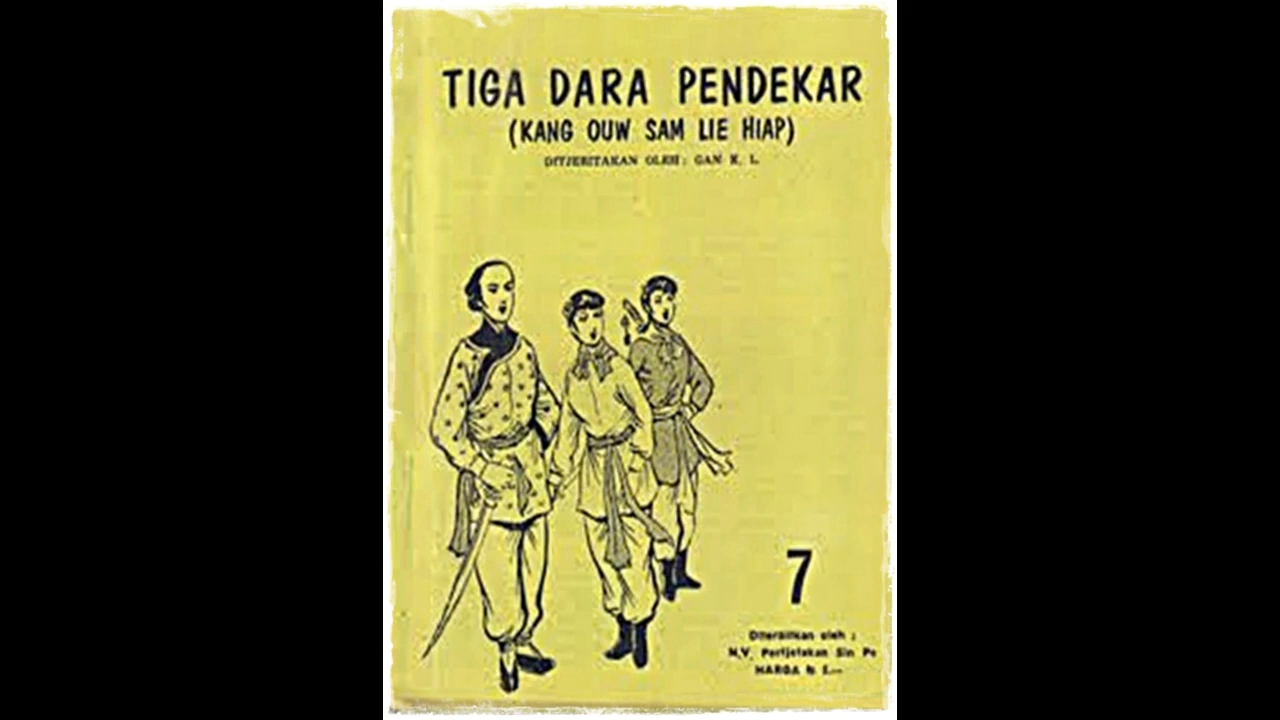 TIGA DARA PENDEKAR
(KANG OUW SAM LIE HIAP)
DITJERITAKAN OLEH : GAN K. L.
7
Diterbitkan oleh :
N.V. Pertjetakan Sin Po
HARGA